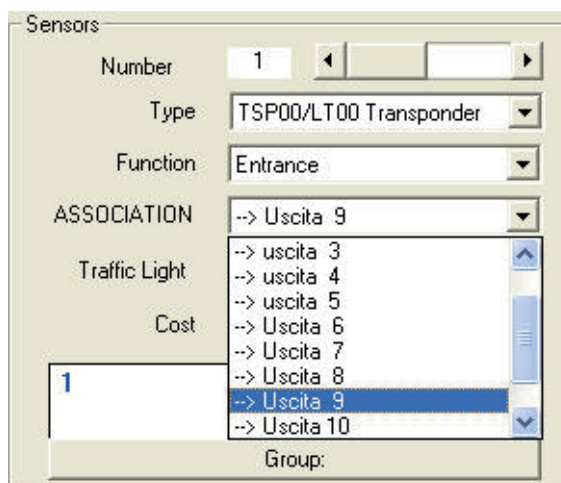 Sensors
Number 1
Type TSP00/LT00 Transponder
Function Entrance
ASSOCIATION --> Uscita 9
--> uscita 3
Traffic Light --> uscita 4
--> uscita 5
Cost --> Uscita 6
--> Uscita 7
1 --> Uscita 8
--> Uscita 9
--> Uscita 10
Group: